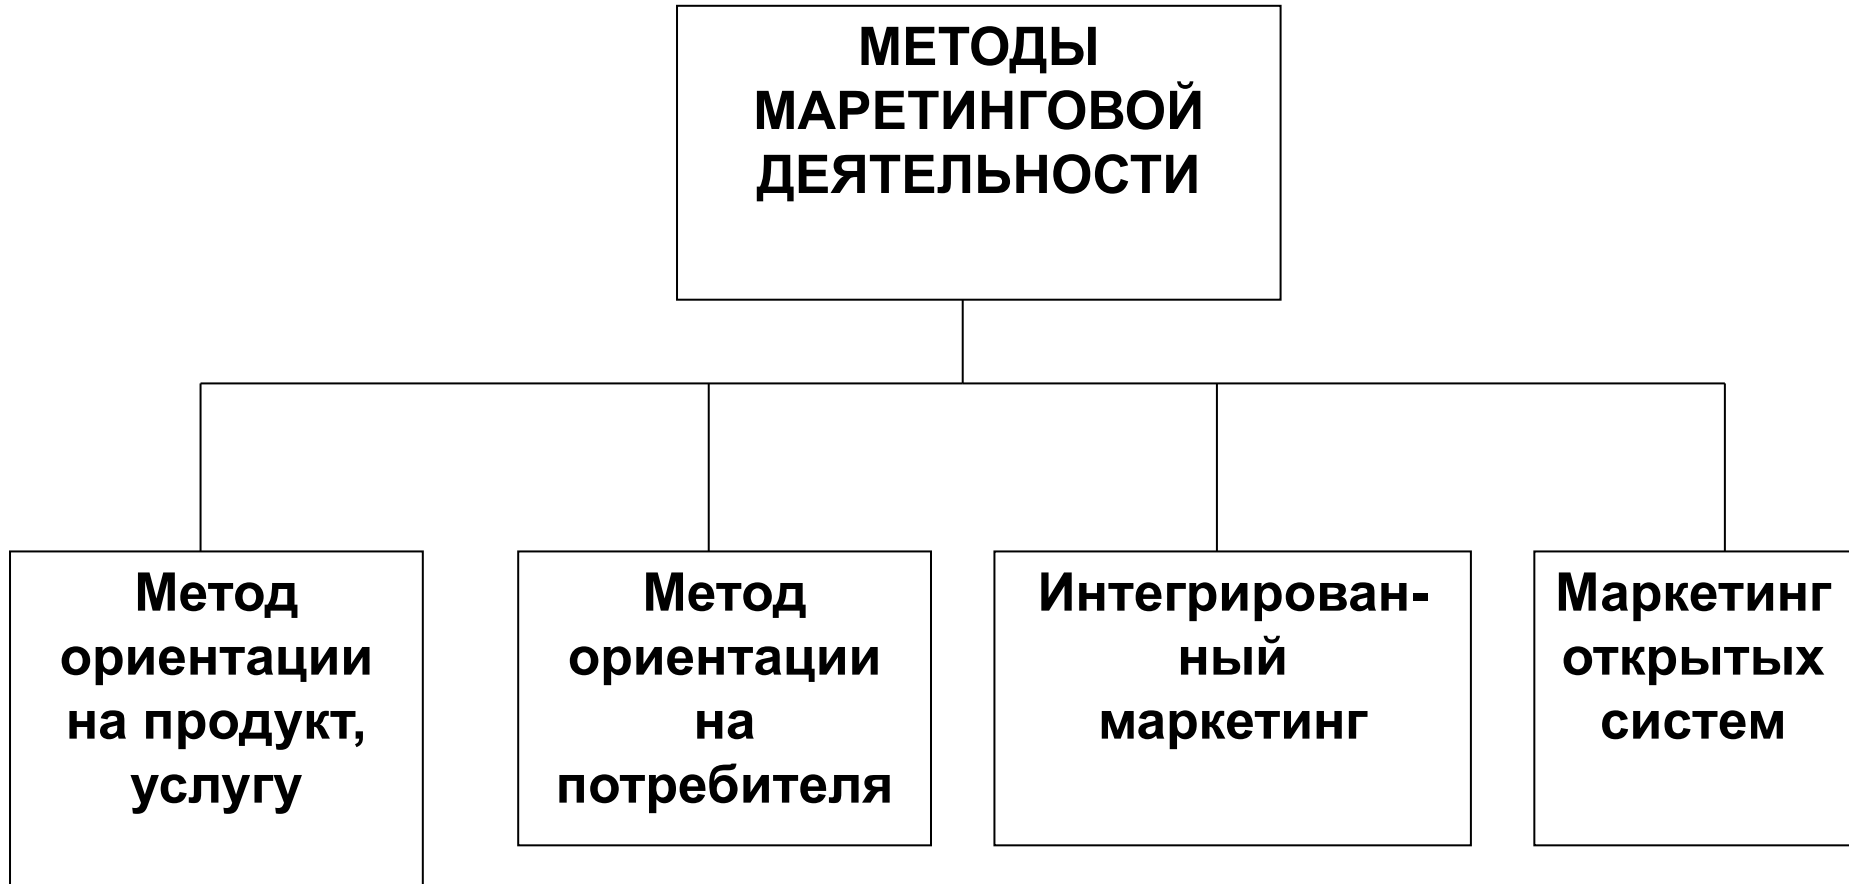 МЕТОДЫ
МАРЕТИНГОВОЙ
ДЕЯТЕЛЬНОСТИ
Метод
ориентации
на продукт,
услугу
Метод
ориентации
на
потребителя
Интегрирован-
ный
маркетинг
Маркетинг
открытых
систем